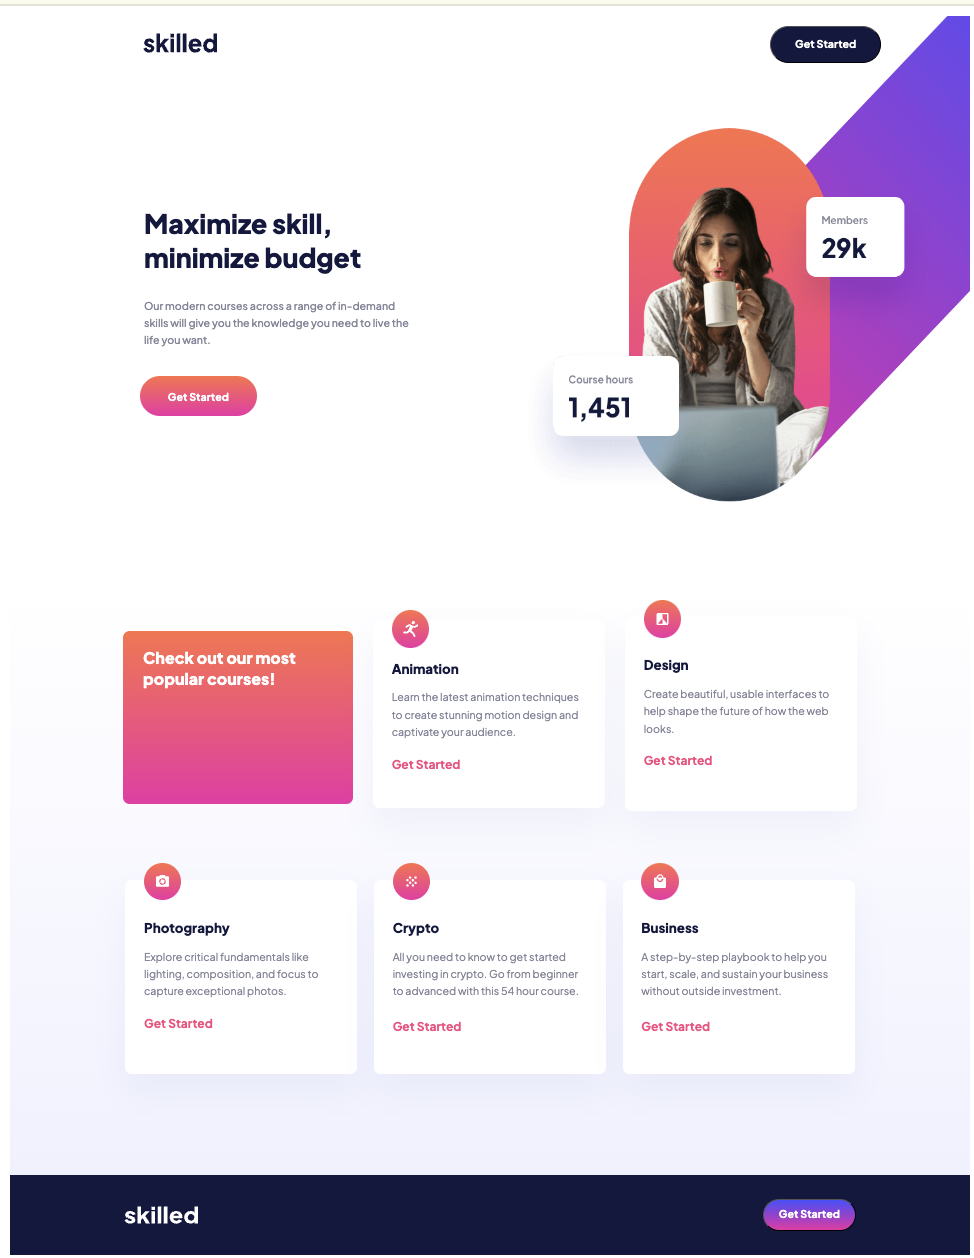 skilled
Get Started
Maximize skill,
minimize budget
Our modern courses across a range of in-demand
skills will give you the knowledge you need to live the
life you want.
Get Started
Members
29k
Course hours
1,451
Check out our most
popular courses!
Animation
Learn the latest animation techniques
to create stunning motion design and
captivate your audience.
Get Started
Design
Create beautiful, usable interfaces to
help shape the future of how the web
looks.
Get Started
Photography
Explore critical fundamentals like
lighting, composition, and focus to
capture exceptional photos.
Get Started
Crypto
All you need to know to get started
investing in crypto. Go from beginner
to advanced with this 54 hour course.
Get Started
Business
A step-by-step playbook to help you
start, scale, and sustain your business
without outside investment.
Get Started
skilled
Get Started